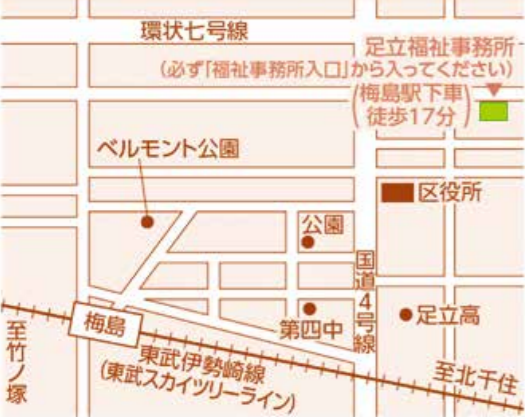 環状七号線
足立福祉事務所
(必ず「福祉事務所入口」から入ってください)
(梅島駅下車
徒歩17分)
ベルモント公園
区役所
公園
国道4号線
第四中
足立高
梅島
至竹ノ塚
東武伊勢崎線
(東武スカイツリーライン)
至北千住